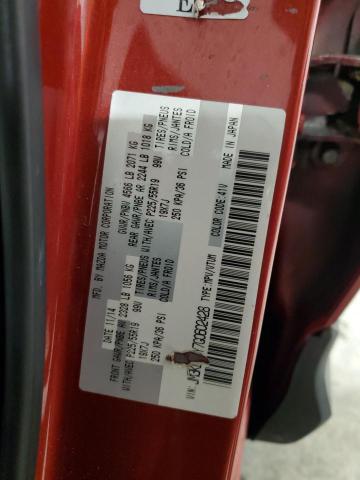 MFD. BY MAZDA MOTOR CORPORATION
DATE: 11/14 GVWR/PNBV 4566 LB 2071 KG
FRONT GAWR/PNBE AV 2328 LB 1056 KG REAR GAWR/PNBE AR 2244 LB 1018 KG
WITH/AVEC P225/55R19 99V TIRES/PNEUS WITH/AVEC P225/55R19 99V TIRES/PNEUS
19X7J RIMS/JANTES 19X7J RIMS/JANTES
250 KPA/36 PSI COLD/A FROID 250 KPA/36 PSI COLD/A FROID
VIN: TYPE: MPV/VTUM COLOR CODE: 41V MADE IN JAPAN